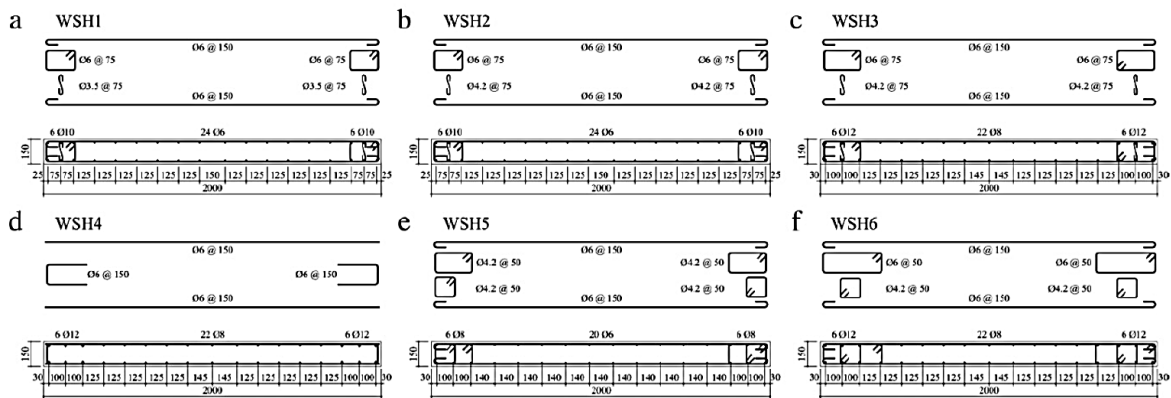 a WSH1
Ø6 @ 150
Ø6 @ 75 Ø6 @ 75
Ø3.5 @ 75 Ø3.5 @ 75
Ø6 @ 150
6 Ø10 24 Ø6 6 Ø10
150
25 75 75 125 125 125 125 125 125 150 125 125 125 125 125 125 75 75 25
2000
b WSH2
Ø6 @ 150
Ø6 @ 75 Ø6 @ 75
Ø4.2 @ 75 Ø4.2 @ 75
Ø6 @ 150
6 Ø10 24 Ø6 6 Ø10
25 75 75 125 125 125 125 125 125 150 125 125 125 125 125 125 75 75 25
2000
c WSH3
Ø6 @ 150
Ø6 @ 75 Ø6 @ 75
Ø4.2 @ 75 Ø4.2 @ 75
Ø6 @ 150
6 Ø12 22 Ø8 6 Ø12
150
30 100 100 125 125 125 125 125 145 145 125 125 125 125 125 100 100 30
2000
d WSH4
Ø6 @ 150
Ø6 @ 150 Ø6 @ 150
Ø6 @ 150
6 Ø12 22 Ø8 6 Ø12
150
30 100 100 125 125 125 125 125 145 145 125 125 125 125 125 100 100 30
2000
e WSH5
Ø6 @ 150
Ø4.2 @ 50 Ø4.2 @ 50
Ø4.2 @ 50 Ø4.2 @ 50
Ø6 @ 150
6 Ø8 20 Ø6 6 Ø8
150
30 100 100 140 140 140 140 140 140 140 140 140 140 140 100 100 30
2000
f WSH6
Ø6 @ 150
Ø6 @ 50 Ø6 @ 50
Ø4.2 @ 50 Ø4.2 @ 50
Ø6 @ 150
6 Ø12 22 Ø8 6 Ø12
150
30 100 100 125 125 125 125 125 145 145 125 125 125 125 125 100 100 30
2000